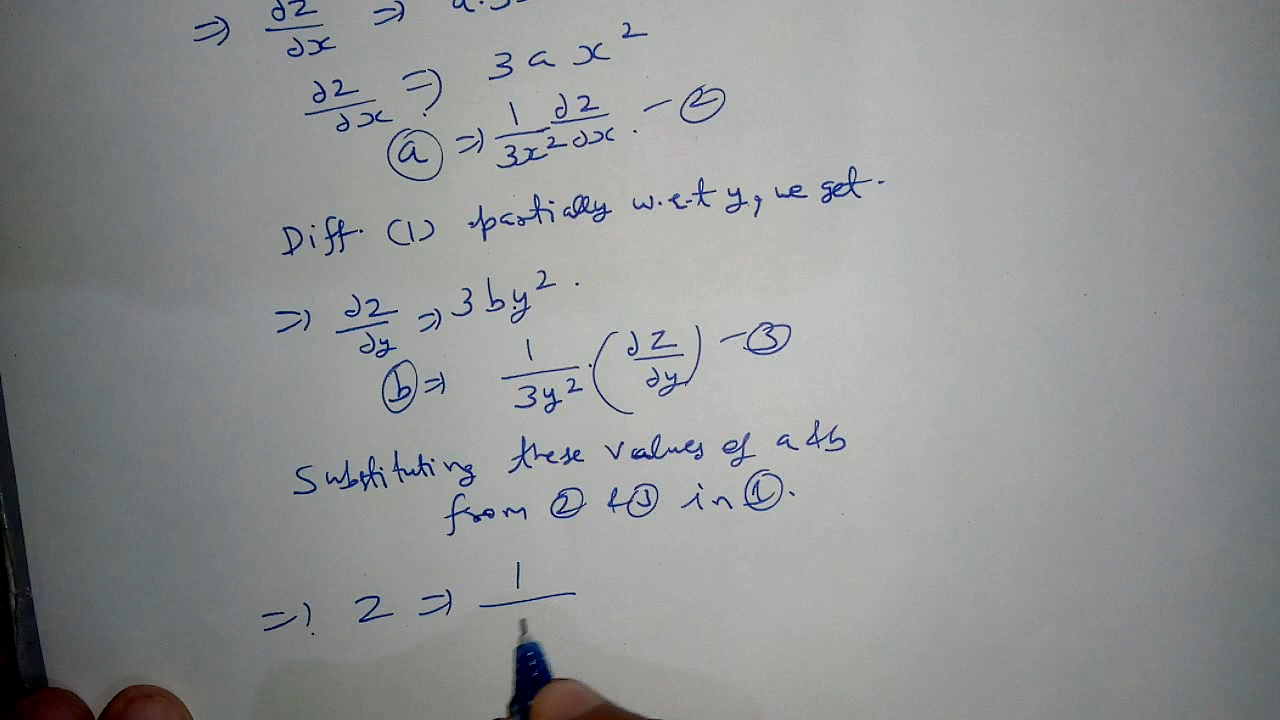 => ∂z/∂x => a.3
∂z/∂x => 3ax²
a => 1/3x² ∂z/∂x. - ②
Diff. (1) partially w.r.t y, we get.
=> ∂z/∂y => 3by².
b => 1/3y² . (∂z/∂y) - ③
Substituting these values of a & b
from ② & ③ in ①.
=> z => 1/